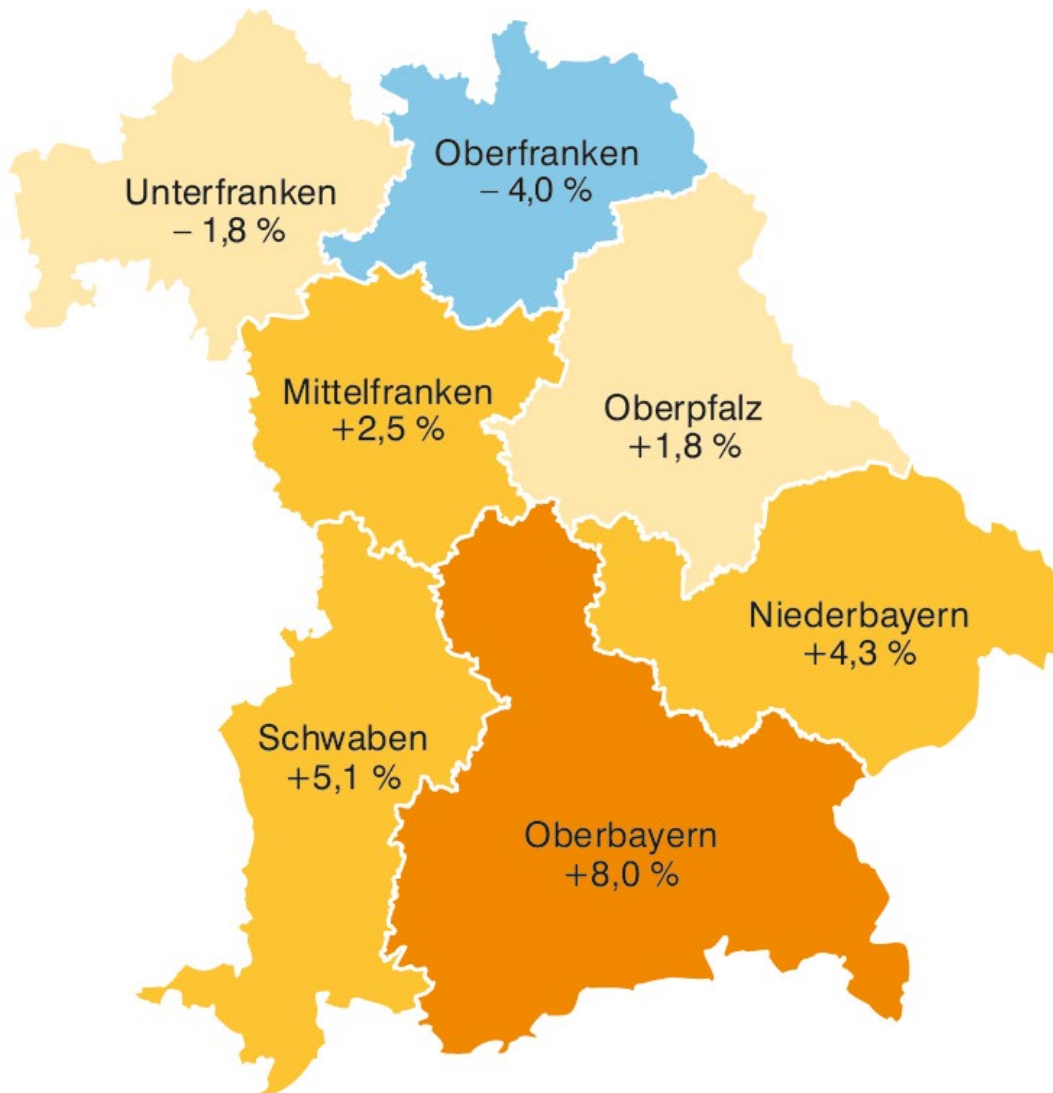 Oberfranken
– 4,0 %
Unterfranken
– 1,8 %
Mittelfranken
+2,5 %
Oberpfalz
+1,8 %
Niederbayern
+4,3 %
Schwaben
+5,1 %
Oberbayern
+8,0 %